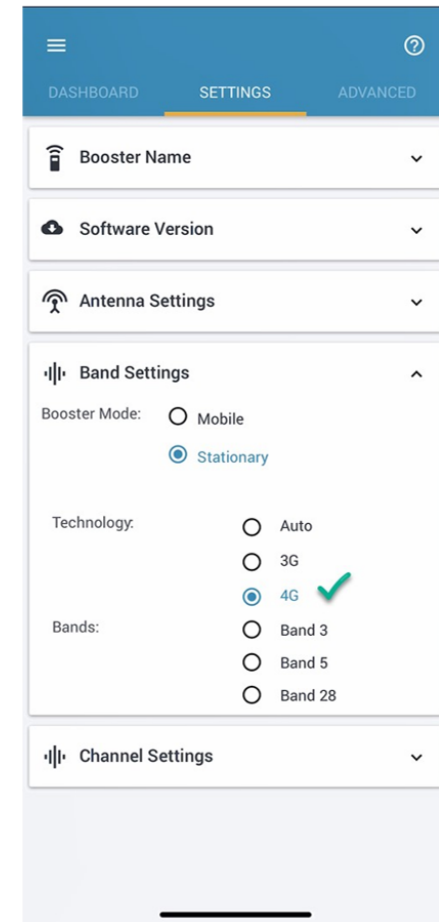 DASHBOARD SETTINGS ADVANCED
Booster Name
Software Version
Antenna Settings
Band Settings
Booster Mode: Mobile
Stationary
Technology: Auto
3G
4G
Bands: Band 3
Band 5
Band 28
Channel Settings